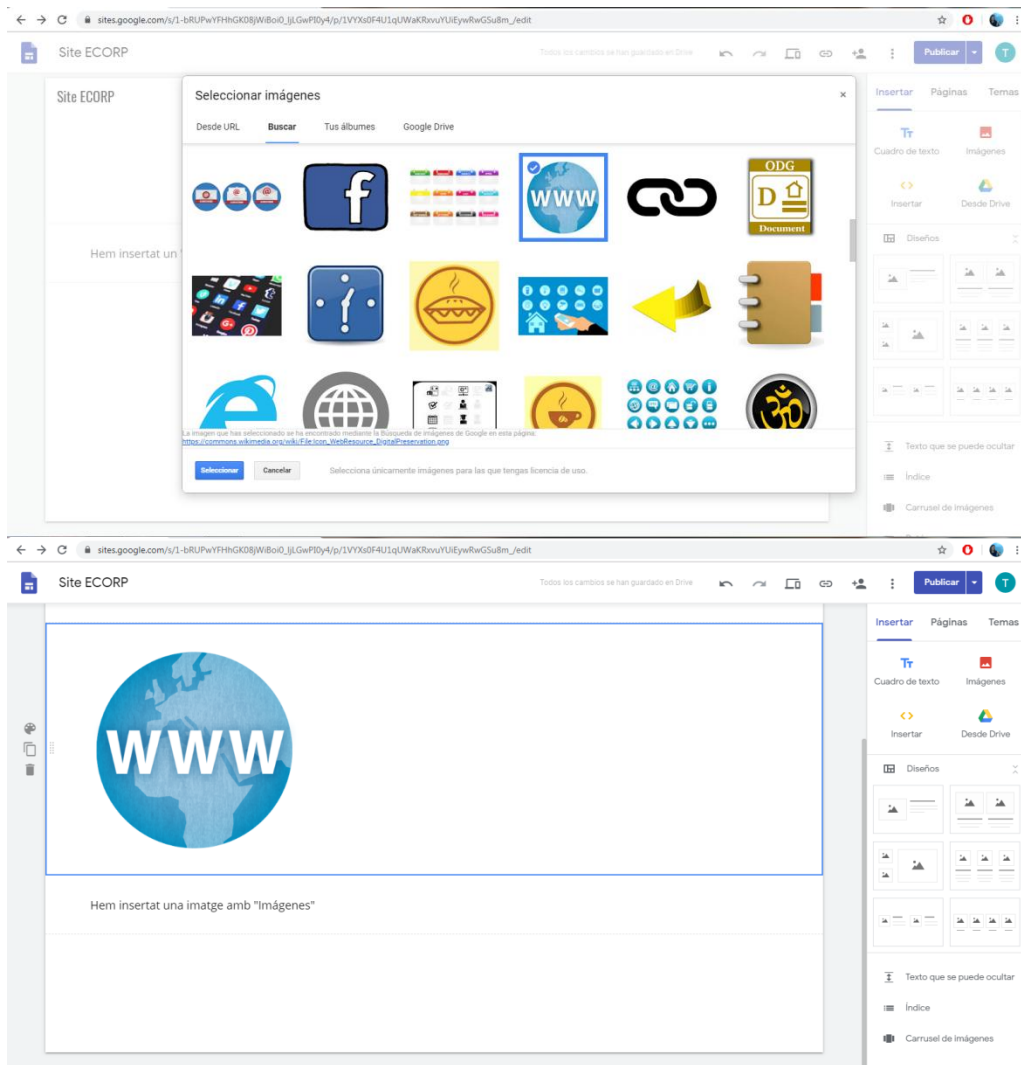 sites.google.com/s/1-bRUPwYFHhGK08jWiBoi0_IjLGwPI0y4/p/1VYXs0F4U1qUWaKRxvuYUiEywRwGSu8m_/edit
Site ECORP
Todos los cambios se han guardado en Drive
Publicar
T
Site ECORP
Seleccionar imágenes
×
Desde URL Buscar Tus álbumes Google Drive
f
WWW
ODG
D
Document
Hem insertat un
La imagen que has seleccionado se ha encontrado mediante la Búsqueda de imágenes de Google en esta página:
https://commons.wikimedia.org/wiki/File:Icon_WebResource_DigitalPreservation.png
Seleccionar Cancelar Selecciona únicamente imágenes para las que tengas licencia de uso.
Insertar Páginas Temas
Cuadro de texto Imágenes
Insertar Desde Drive
Diseños
Texto que se puede ocultar
Índice
Carrusel de imágenes
sites.google.com/s/1-bRUPwYFHhGK08jWiBoi0_IjLGwPI0y4/p/1VYXs0F4U1qUWaKRxvuYUiEywRwGSu8m_/edit
Site ECORP
Todos los cambios se han guardado en Drive
Publicar
T
WWW
Hem insertat una imatge amb "Imágenes"
Insertar Páginas Temas
Cuadro de texto Imágenes
Insertar Desde Drive
Diseños
Texto que se puede ocultar
Índice
Carrusel de imágenes